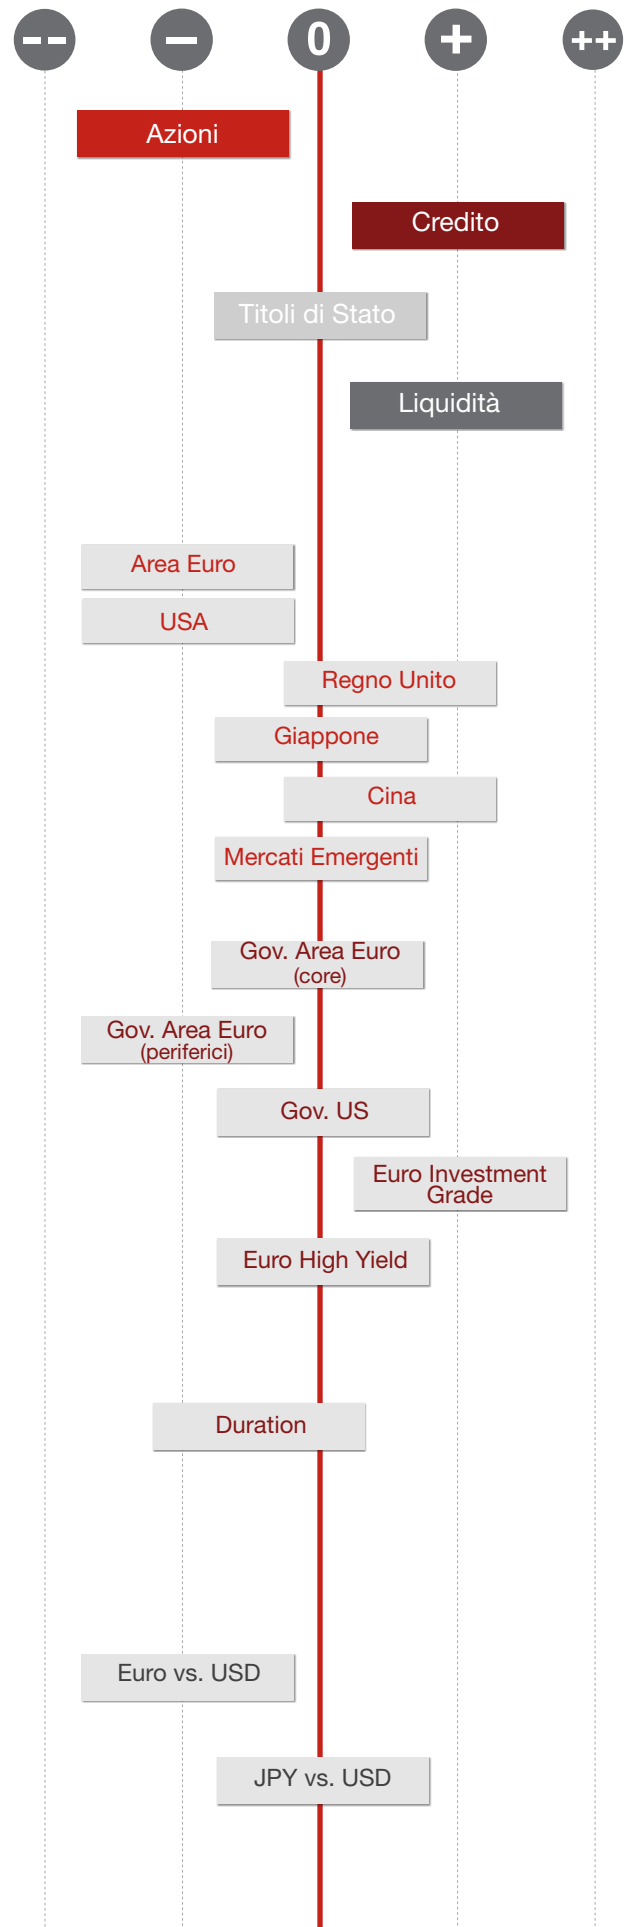 -- - 0 + ++
Azioni
Credito
Titoli di Stato
Liquidità
Area Euro
USA
Regno Unito
Giappone
Cina
Mercati Emergenti
Gov. Area Euro
(core)
Gov. Area Euro
(periferici)
Gov. US
Euro Investment
Grade
Euro High Yield
Duration
Euro vs. USD
JPY vs. USD